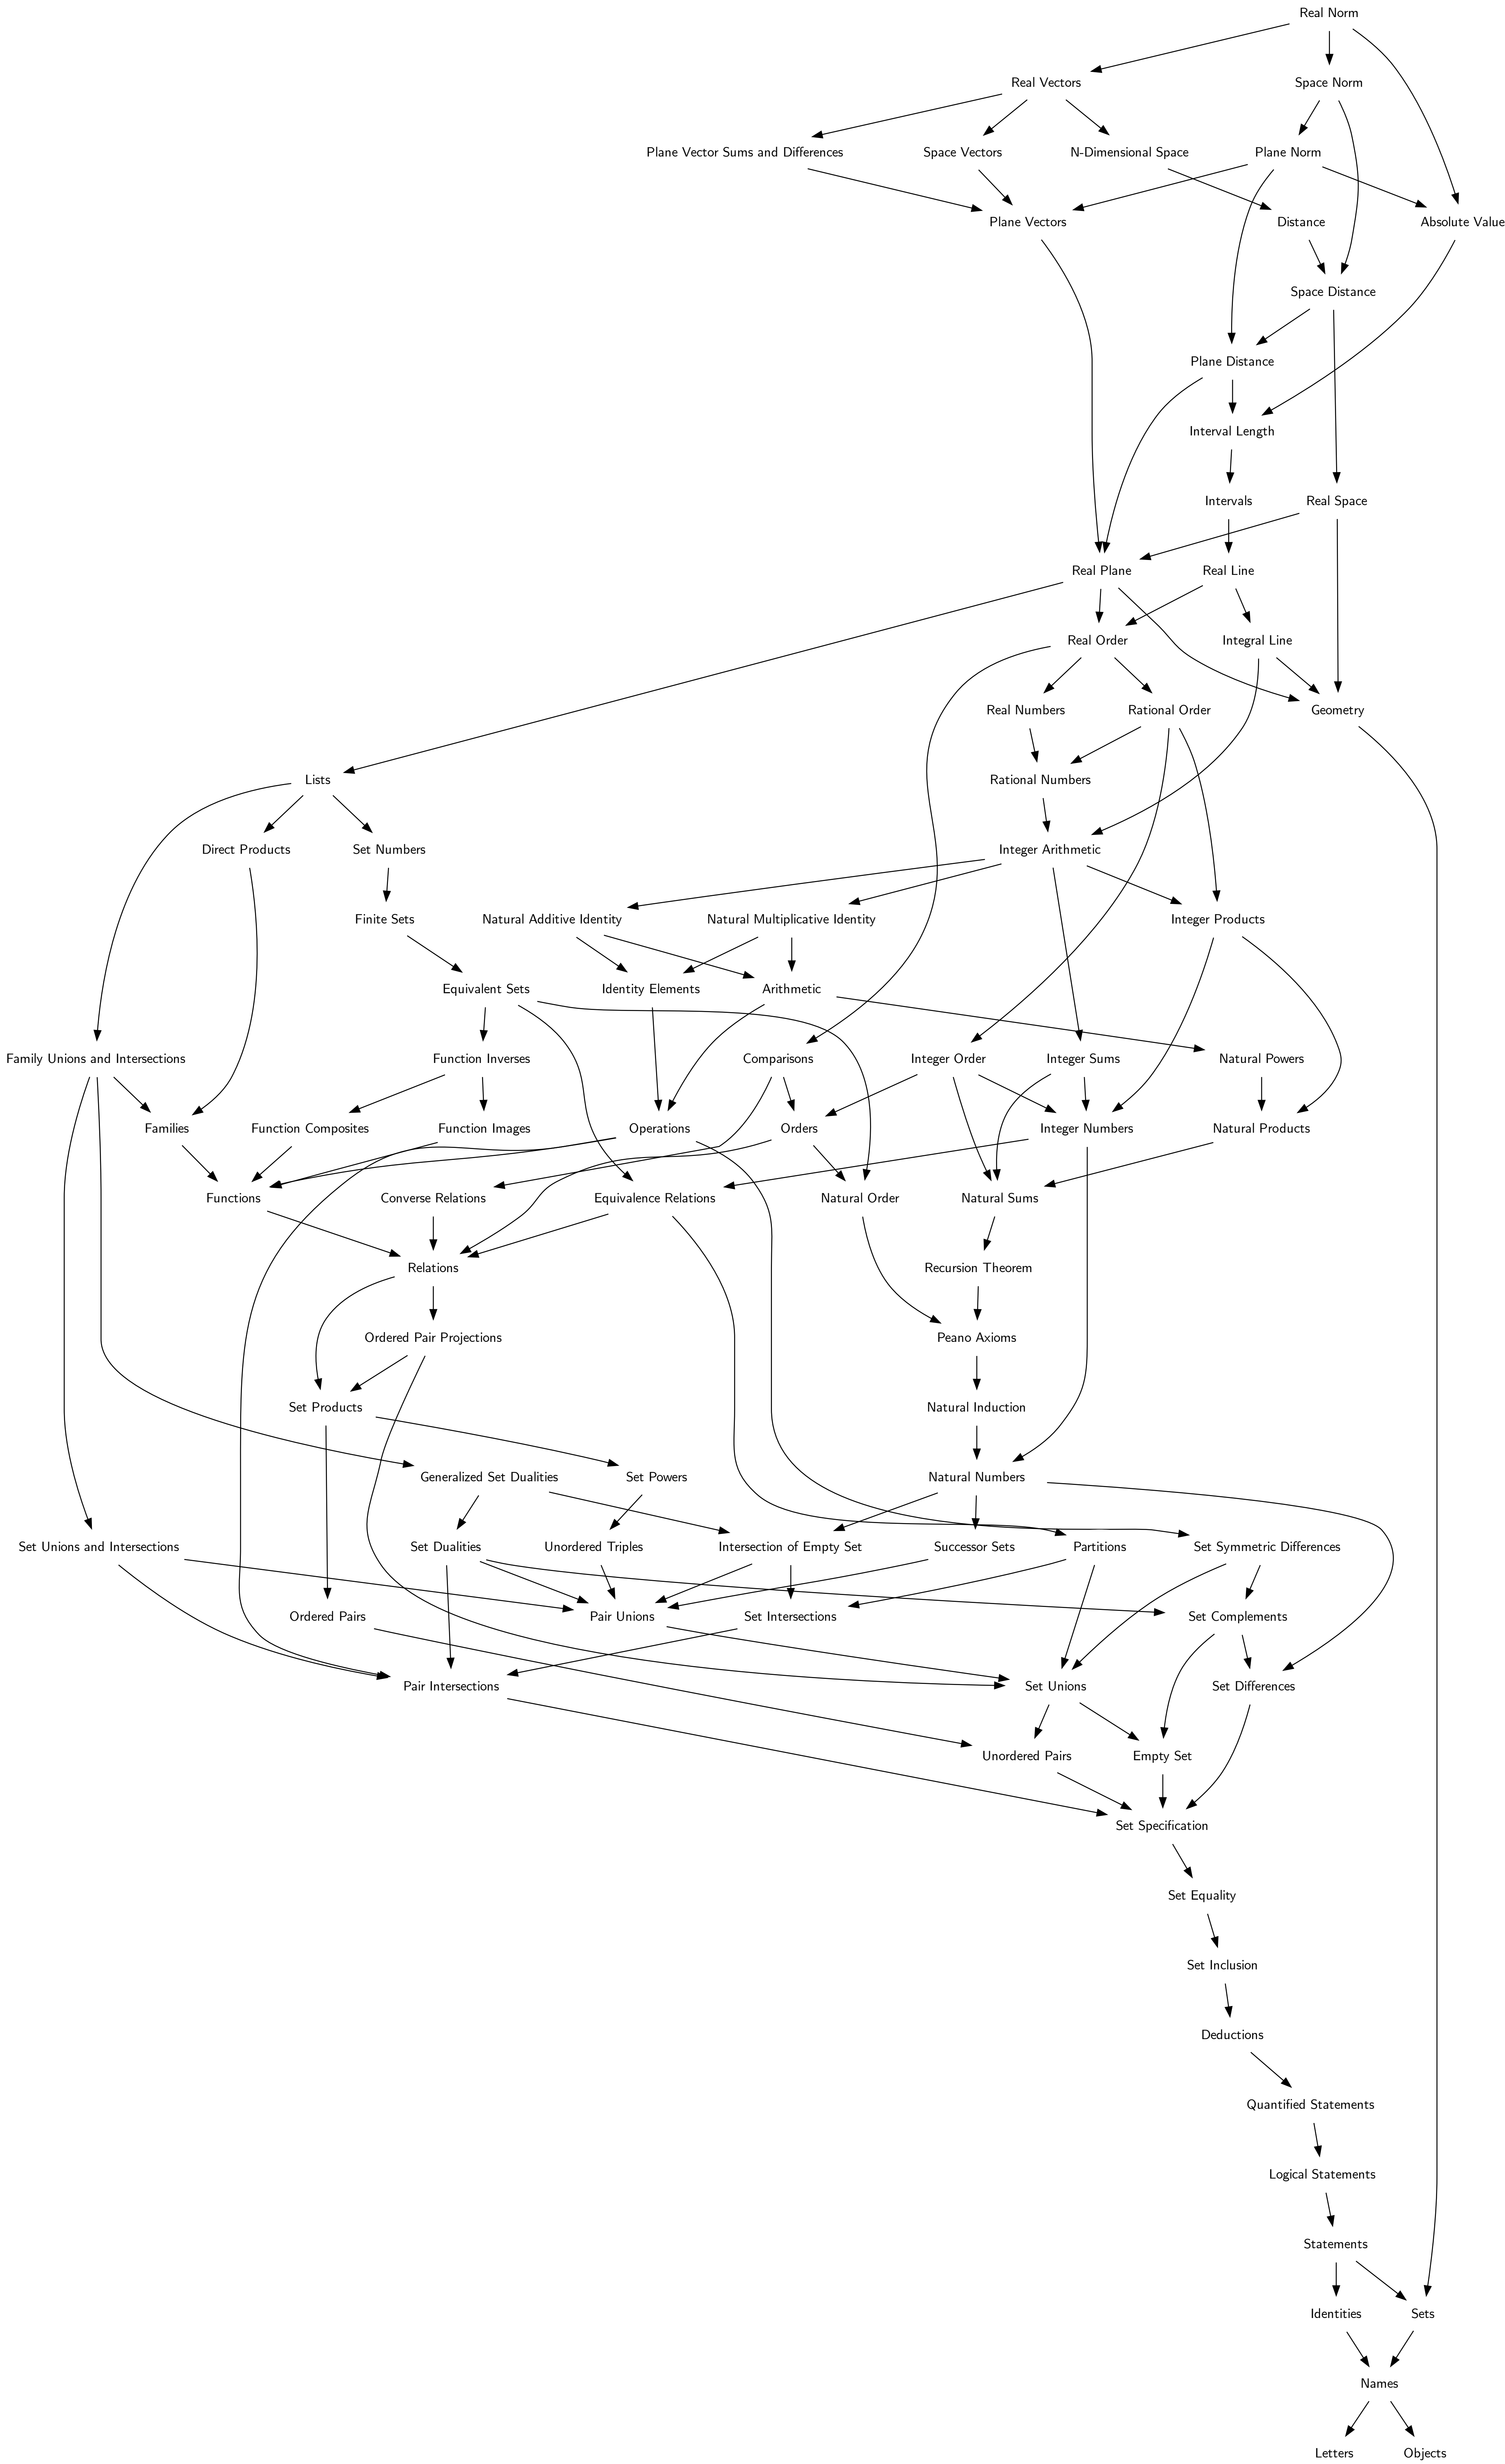 Real Norm
Real Vectors
Space Norm
Plane Vector Sums and Differences
Space Vectors
N-Dimensional Space
Plane Norm
Plane Vectors
Distance
Absolute Value
Space Distance
Plane Distance
Interval Length
Intervals
Real Space
Real Plane
Real Line
Real Order
Integral Line
Real Numbers
Rational Order
Geometry
Lists
Rational Numbers
Direct Products
Set Numbers
Integer Arithmetic
Finite Sets
Natural Additive Identity
Natural Multiplicative Identity
Integer Products
Equivalent Sets
Identity Elements
Arithmetic
Family Unions and Intersections
Function Inverses
Comparisons
Integer Order
Integer Sums
Natural Powers
Families
Function Composites
Function Images
Operations
Orders
Integer Numbers
Natural Products
Functions
Converse Relations
Equivalence Relations
Natural Order
Natural Sums
Relations
Recursion Theorem
Ordered Pair Projections
Peano Axioms
Set Products
Natural Induction
Generalized Set Dualities
Set Powers
Natural Numbers
Set Unions and Intersections
Set Dualities
Unordered Triples
Intersection of Empty Set
Successor Sets
Partitions
Set Symmetric Differences
Ordered Pairs
Pair Unions
Set Intersections
Set Complements
Pair Intersections
Set Unions
Set Differences
Unordered Pairs
Empty Set
Set Specification
Set Equality
Set Inclusion
Deductions
Quantified Statements
Logical Statements
Statements
Identities
Sets
Names
Letters
Objects